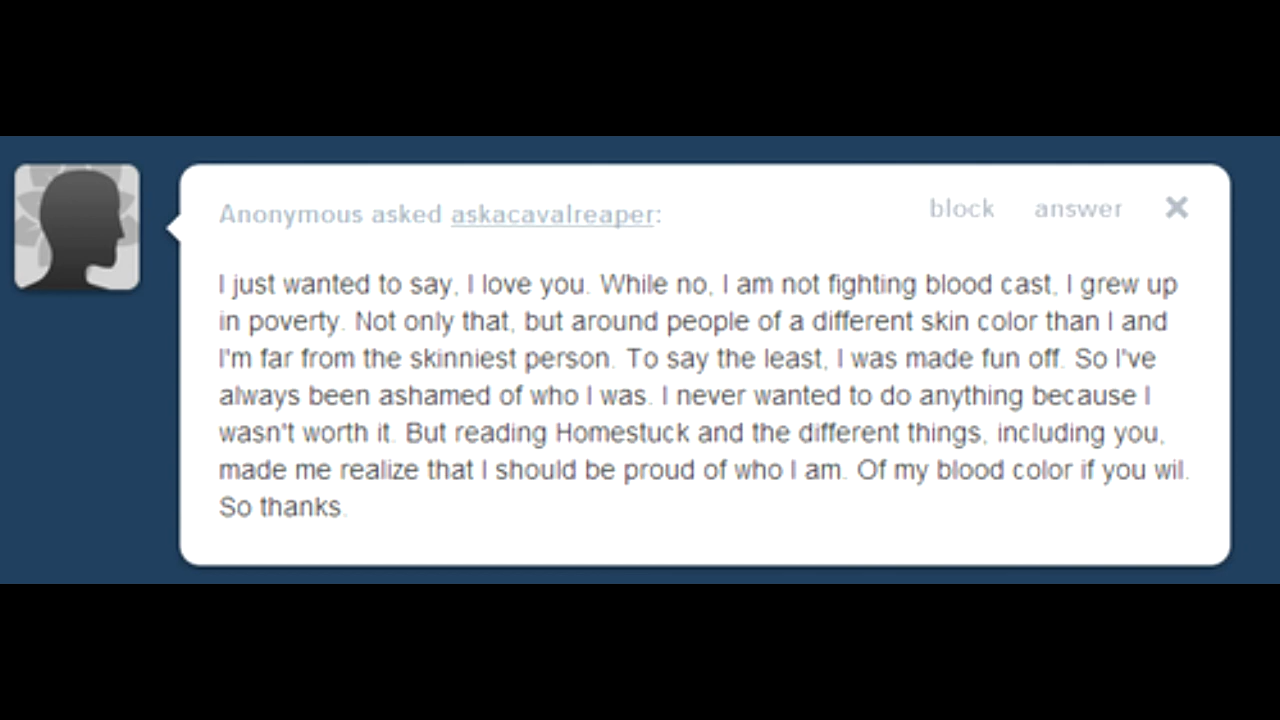 Anonymous asked askacavalreaper:
block answer
I just wanted to say, I love you. While no, I am not fighting blood cast, I grew up
in poverty. Not only that, but around people of a different skin color than I and
I'm far from the skinniest person. To say the least, I was made fun off. So I've
always been ashamed of who I was. I never wanted to do anything because I
wasn't worth it. But reading Homestuck and the different things, including you,
made me realize that I should be proud of who I am. Of my blood color if you wil.
So thanks.